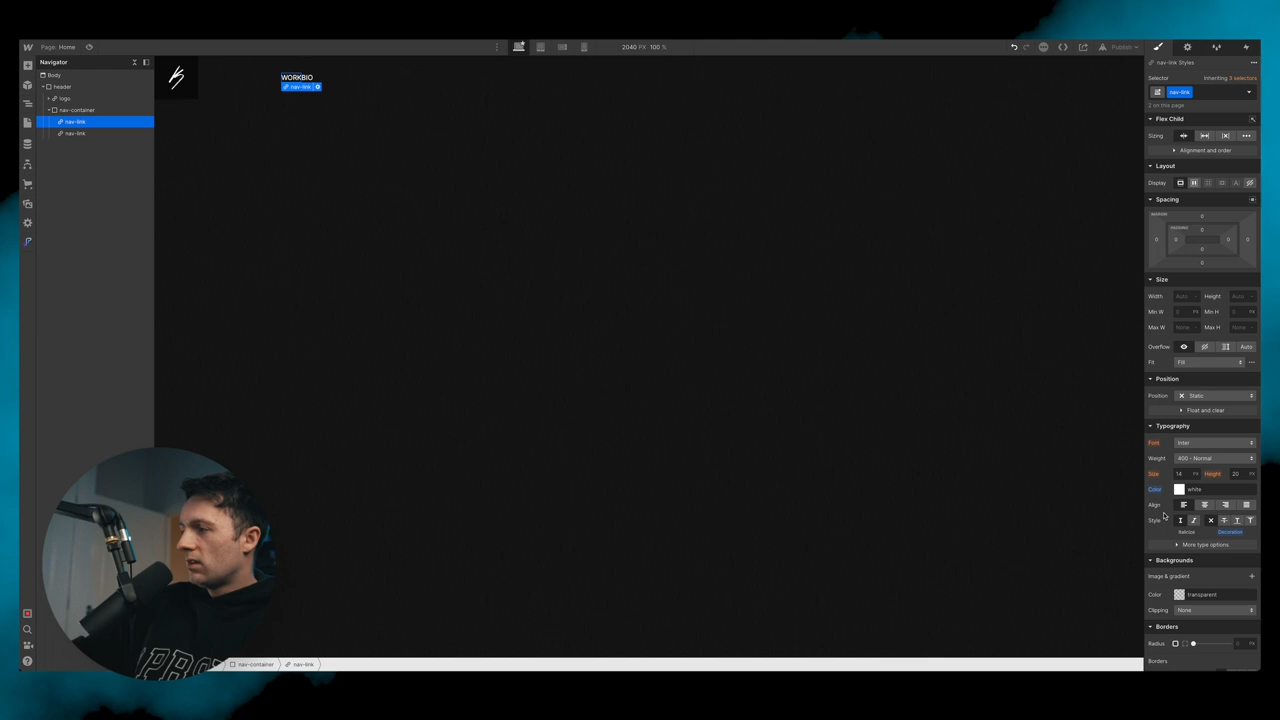 Page: Home
2040 PX 100 %
Publish
Navigator
Body
header
logo
nav-container
nav-link
nav-link
WORKBIO
nav-link
nav-container
nav-link
nav-link Styles
Selector
Inheriting 3 selectors
nav-link
2 on this page
Flex Child
Sizing
Alignment and order
Layout
Display
Spacing
MARGIN
0
PADDING
0
0 0 0 0
0
0
Size
Width Auto - Height Auto -
Min W 0 PX Min H 0 PX
Max W None - Max H None -
Overflow Auto
Fit Fill
Position
Position Static
Float and clear
Typography
Font Inter
Weight 400 - Normal
Size 14 PX Height 20 PX
Color white
Align
Style
Italicize Decoration
More type options
Backgrounds
Image & gradient
Color transparent
Clipping None
Borders
Radius 0 PX
Borders